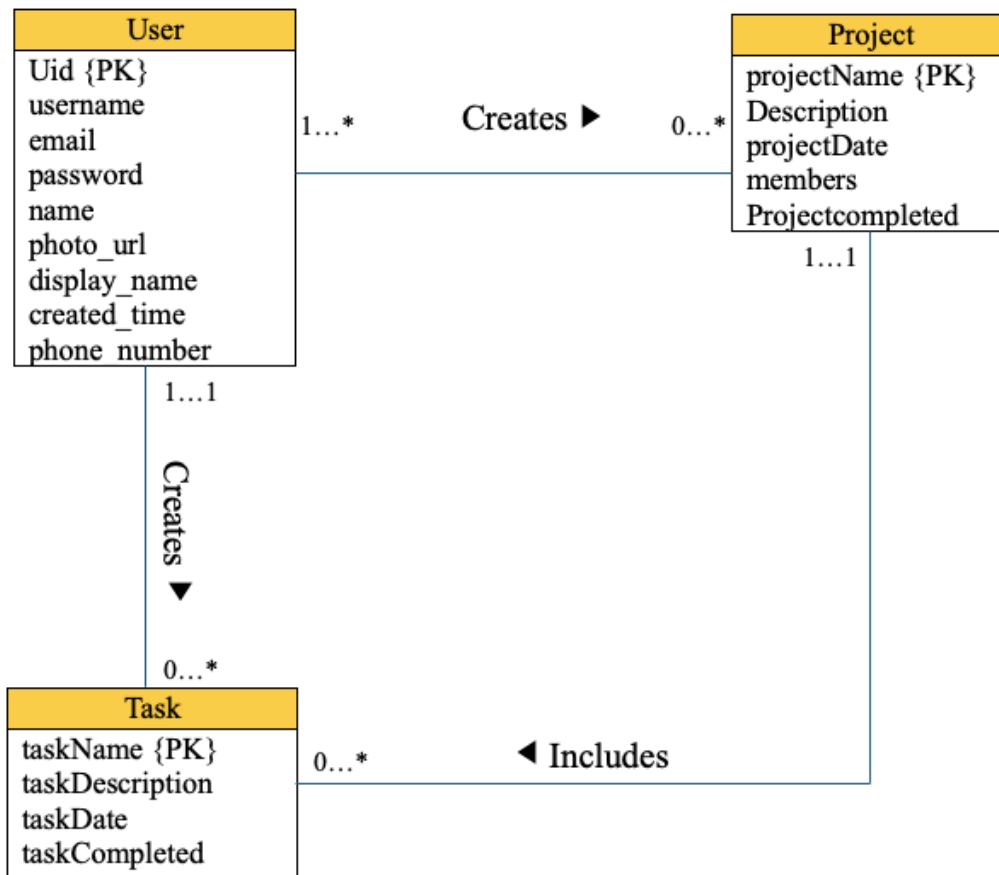 User
Uid {PK}
username
email
password
name
photo_url
display_name
created_time
phone_number
1…*
Creates ▶
0…*
Project
projectName {PK}
Description
projectDate
members
Projectcompleted
1…1
1…1
Creates ▶
0…*
Task
taskName {PK}
taskDescription
taskDate
taskCompleted
0…*
◀ Includes